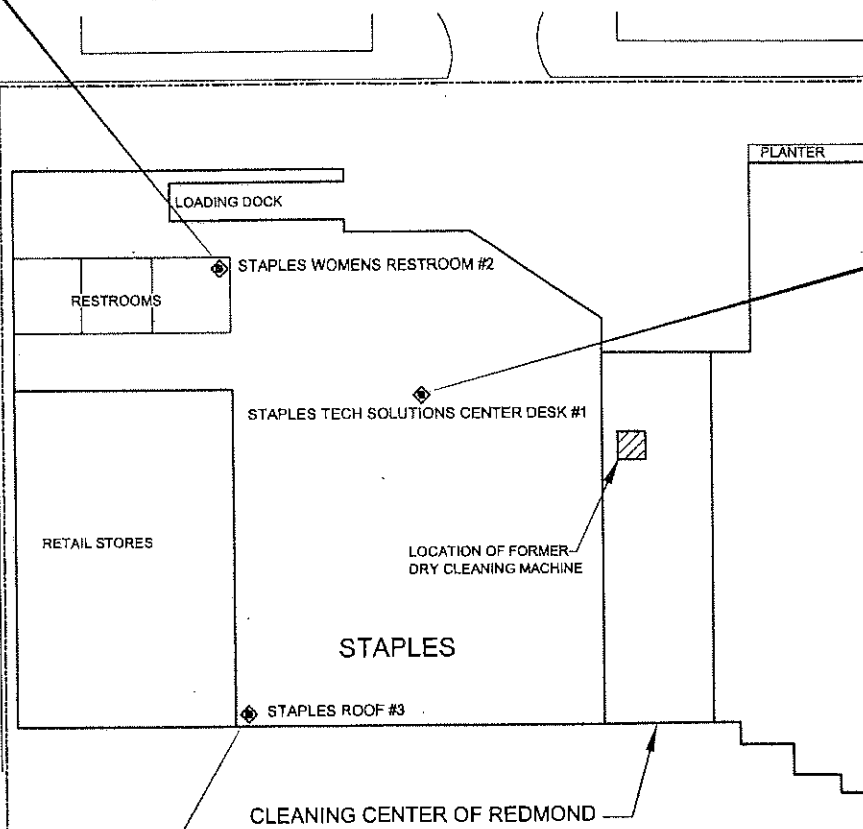 PLANTER
LOADING DOCK
STAPLES WOMENS RESTROOM #2
RESTROOMS
STAPLES TECH SOLUTIONS CENTER DESK #1
RETAIL STORES
LOCATION OF FORMER
DRY CLEANING MACHINE
STAPLES
STAPLES ROOF #3
CLEANING CENTER OF REDMOND